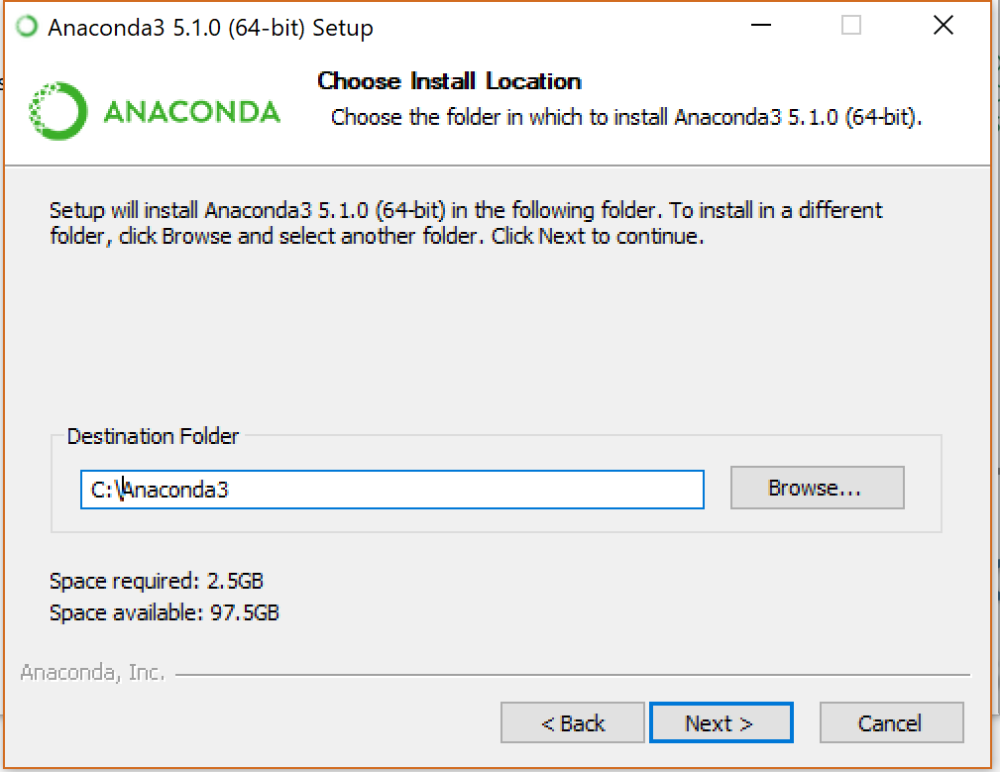 Anaconda3 5.1.0 (64-bit) Setup
ANACONDA
Choose Install Location
Choose the folder in which to install Anaconda3 5.1.0 (64-bit).
Setup will install Anaconda3 5.1.0 (64-bit) in the following folder. To install in a different
folder, click Browse and select another folder. Click Next to continue.
Destination Folder
C:\Anaconda3
Browse...
Space required: 2.5GB
Space available: 97.5GB
Anaconda, Inc.
< Back
Next >
Cancel